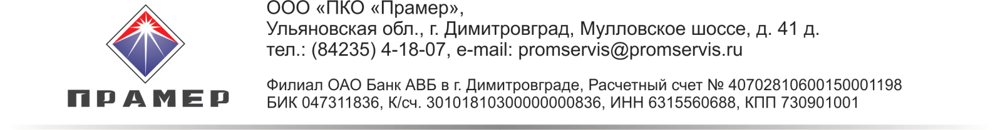 ООО «ПКО «Прамер»,
Ульяновская обл., г. Димитровград, Мулловское шоссе, д. 41 д.
тел.: (84235) 4-18-07, e-mail: promservis@promservis.ru
ПРАМЕР
Филиал ОАО Банк АВБ в г. Димитровграде, Расчетный счет № 40702810600150001198
БИК 047311836, К/сч. 30101810300000000836, ИНН 6315560688, КПП 730901001